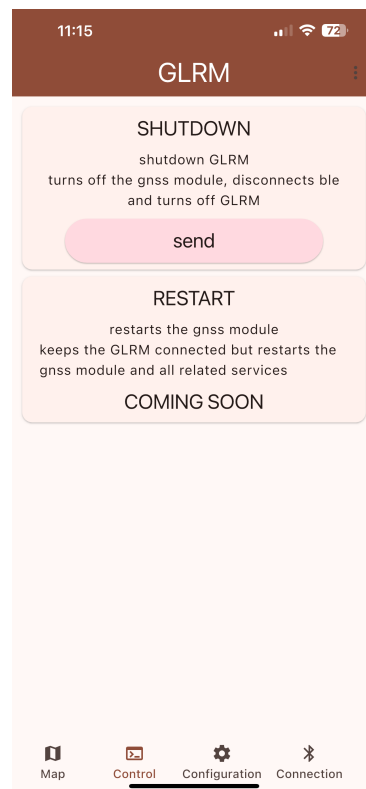 11:15
72
GLRM
SHUTDOWN
shutdown GLRM
turns off the gnss module, disconnects ble
and turns off GLRM
send
RESTART
restarts the gnss module
keeps the GLRM connected but restarts the
gnss module and all related services
COMING SOON
Map Control Configuration Connection